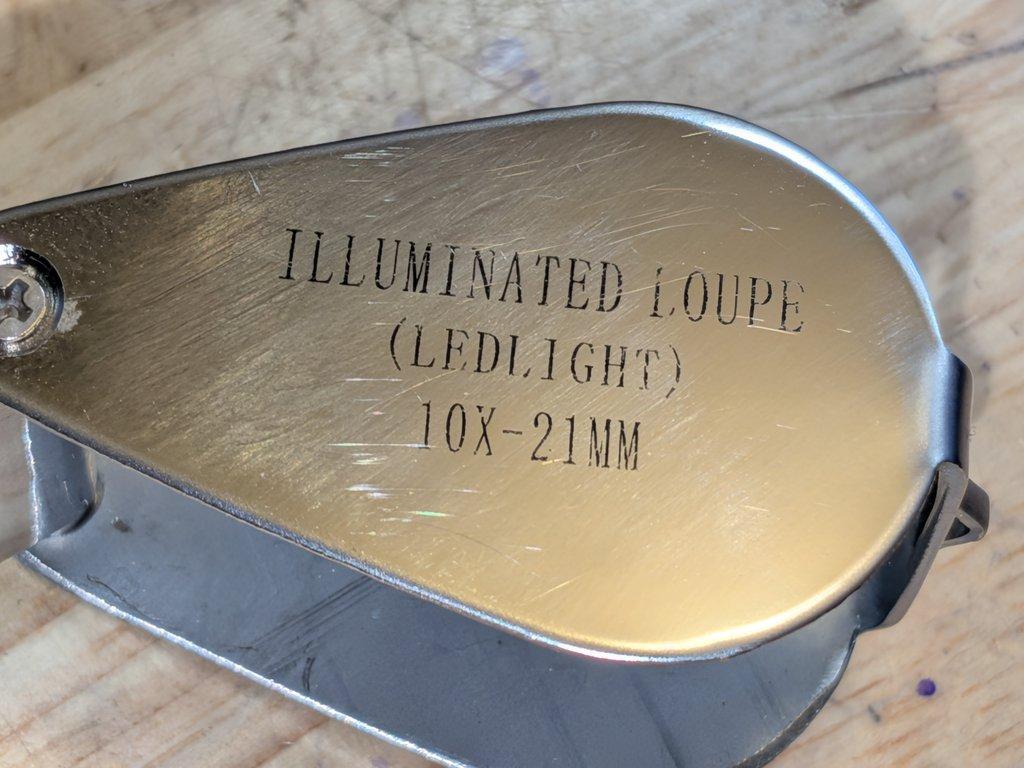 ILLUMINATED LOUPE
(LEDLIGHT)
10X-21MM